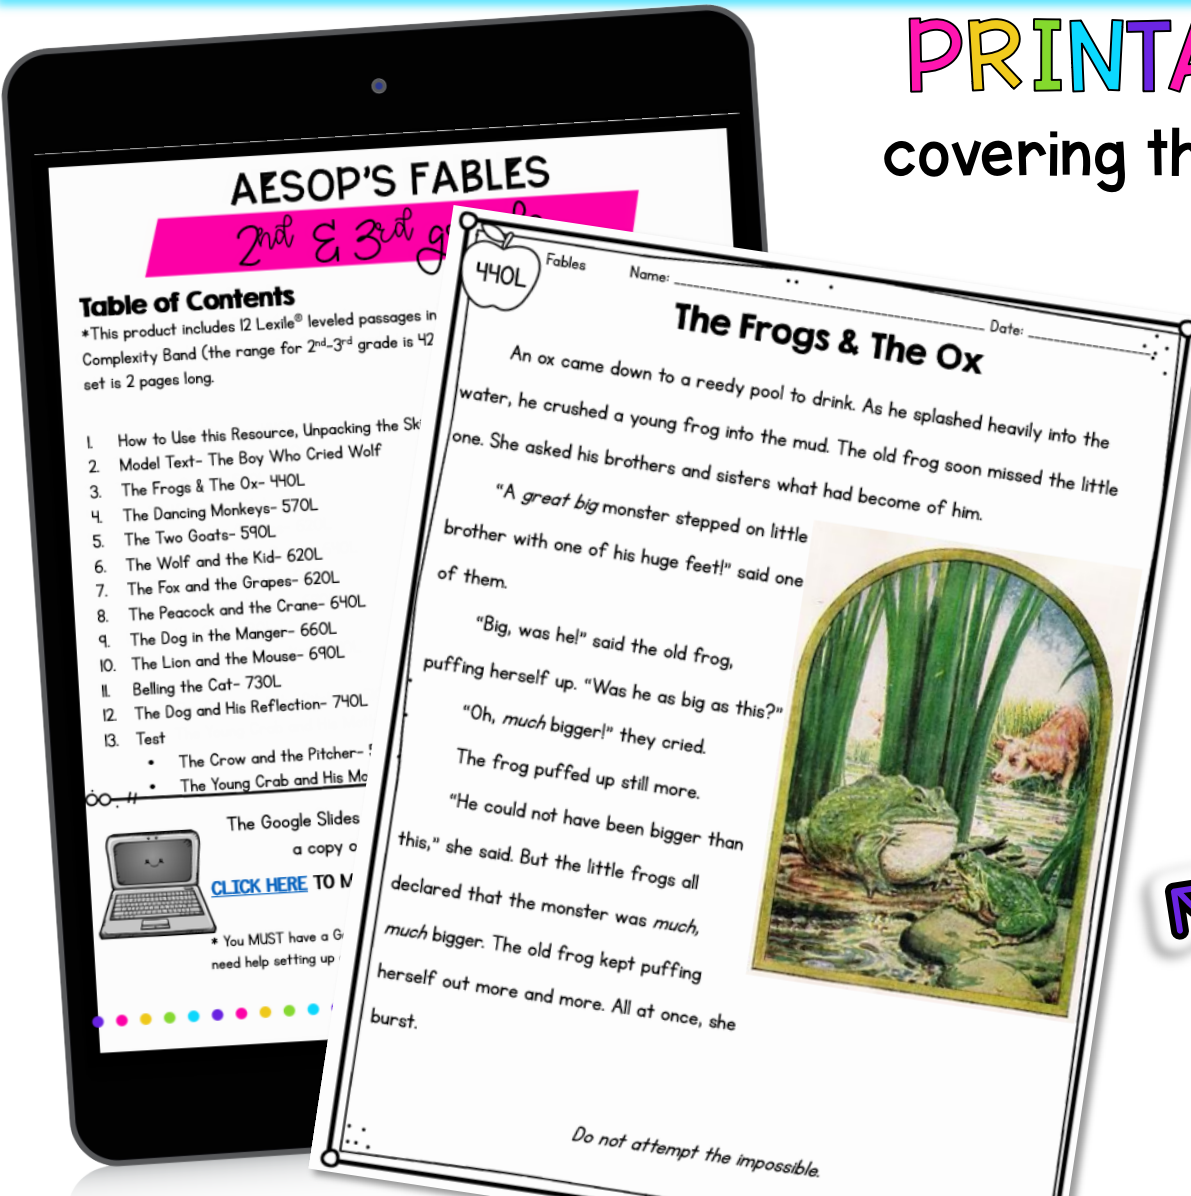 PRINTA
covering th
AESOP'S FABLES
2nd & 3rd
Table of Contents
*This product includes 12 Lexile® leveled passages in
Complexity Band (the range for 2nd-3rd grade is 42
set is 2 pages long.
1. How to Use this Resource, Unpacking the Sk
2. Model Text- The Boy Who Cried Wolf
3. The Frogs & The Ox- 440L
4. The Dancing Monkeys- 570L
5. The Two Goats- 590L
6. The Wolf and the Kid- 620L
7. The Fox and the Grapes- 620L
8. The Peacock and the Crane- 640L
9. The Dog in the Manger- 660L
10. The Lion and the Mouse- 690L
11. Belling the Cat- 730L
12. The Dog and His Reflection- 740L
13. Test
• The Crow and the Pitcher-
• The Young Crab and His Mo
The Google Slides
a copy o
CLICK HERE TO M
* You MUST have a G
need help setting up
440L
Fables
Name:
Date:
The Frogs & The Ox
An ox came down to a reedy pool to drink. As he splashed heavily into the
water, he crushed a young frog into the mud. The old frog soon missed the little
one. She asked his brothers and sisters what had become of him.
"A great big monster stepped on little
brother with one of his huge feet!" said one
of them.
"Big, was he!" said the old frog,
puffing herself up. "Was he as big as this?"
"Oh, much bigger!" they cried.
The frog puffed up still more.
"He could not have been bigger than
this," she said. But the little frogs all
declared that the monster was much,
much bigger. The old frog kept puffing
herself out more and more. All at once, she
burst.
Do not attempt the impossible.